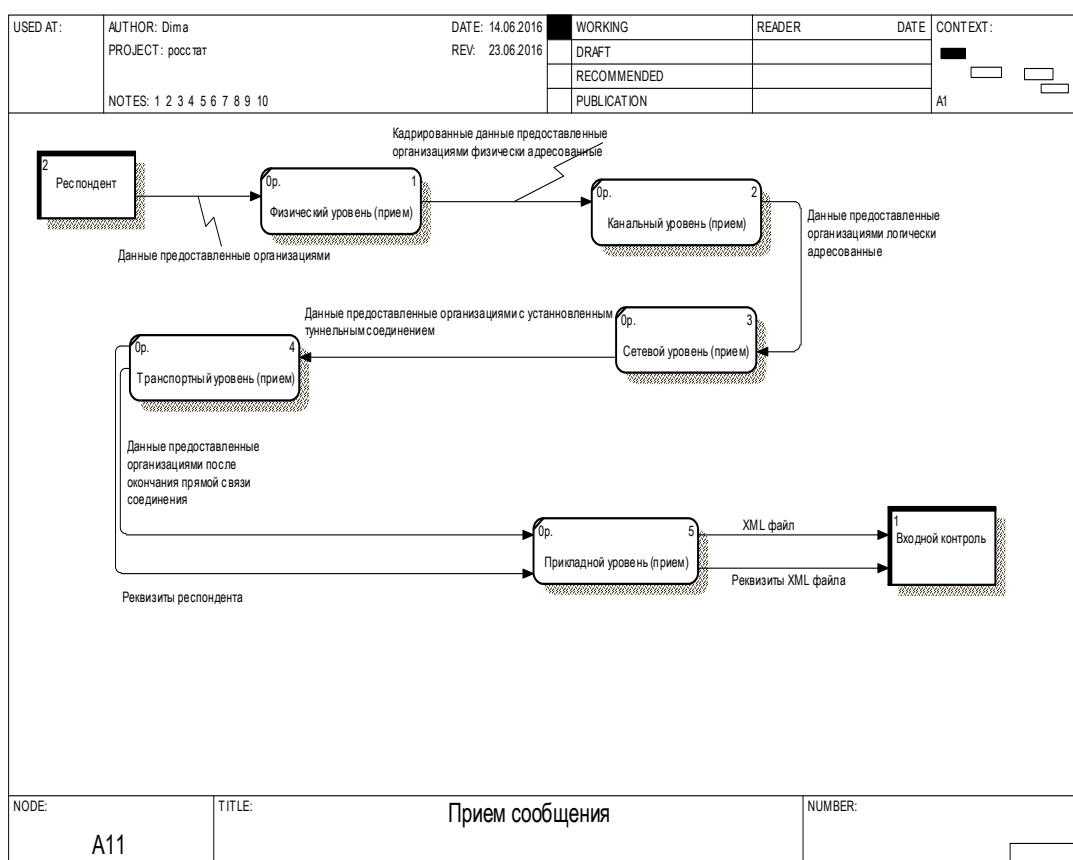 USED AT:
AUTHOR: Dima
DATE: 14.06.2016
WORKING
READER
DATE
CONTEXT:
PROJECT: росстат
REV: 23.06.2016
DRAFT
RECOMMENDED
NOTES: 1 2 3 4 5 6 7 8 9 10
PUBLICATION
A1
Кадрированные данные предоставленные
организациями физически адресованные
2
Респондент
0р.
1
Физический уровень (прием)
0р.
2
Канальный уровень (прием)
Данные предоставленные
организациями логически
адресованные
Данные предоставленные организациями
Данные предоставленные организациями с установленным
туннельным соединением
0р.
3
Сетевой уровень (прием)
0р.
4
Транспортный уровень (прием)
Данные предоставленные
организациями после
окончания прямой связи
соединения
0р.
5
Прикладной уровень (прием)
XML файл
1
Входной контроль
Реквизиты XML файла
Реквизиты респондента
NODE:
TITLE:
Прием сообщения
NUMBER:
A11